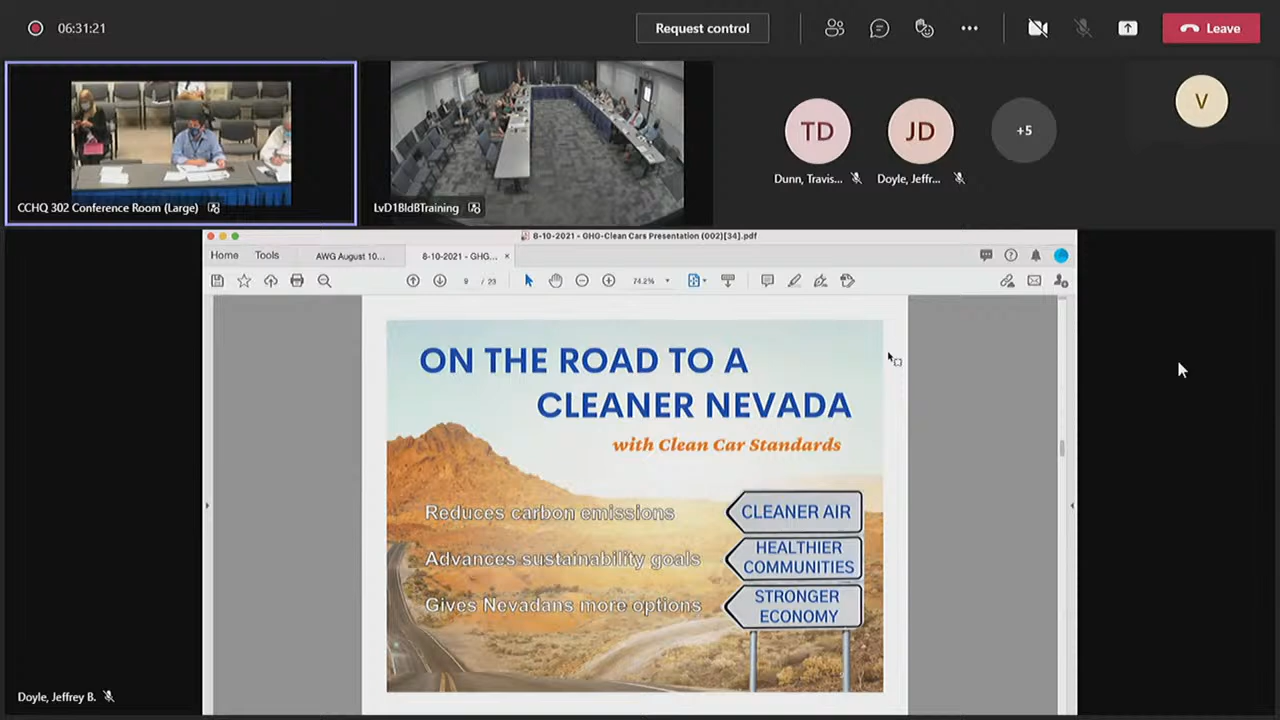 06:31:21
Request control
Leave
CCHQ 302 Conference Room (Large)
LvD1BldBTraining
TD
JD
+5
V
Dunn, Travis...
Doyle, Jeffr...
8-10-2021 - GHG-Clean Cars Presentation (002)[34].pdf
Home
Tools
AWG August 10...
8-10-2021 - GHG... ×
9 / 23
74.2%
ON THE ROAD TO A
CLEANER NEVADA
with Clean Car Standards
Reduces carbon emissions
CLEANER AIR
Advances sustainability goals
HEALTHIER
COMMUNITIES
Gives Nevadans more options
STRONGER
ECONOMY
Doyle, Jeffrey B.